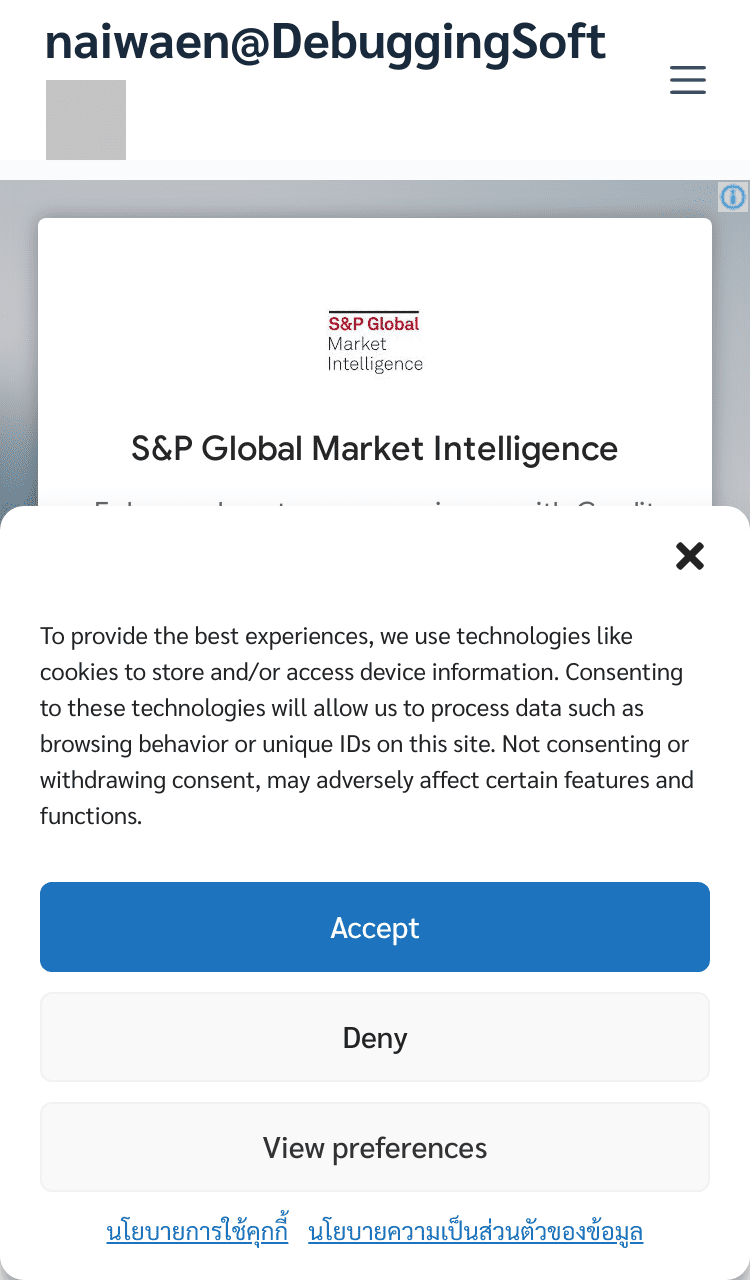 naiwaen@DebuggingSoft
S&P Global
Market
Intelligence
S&P Global Market Intelligence
To provide the best experiences, we use technologies like
cookies to store and/or access device information. Consenting
to these technologies will allow us to process data such as
browsing behavior or unique IDs on this site. Not consenting or
withdrawing consent, may adversely affect certain features and
functions.
Accept
Deny
View preferences
นโยบายการใช้คุกกี้ นโยบายความเป็นส่วนตัวของข้อมูล